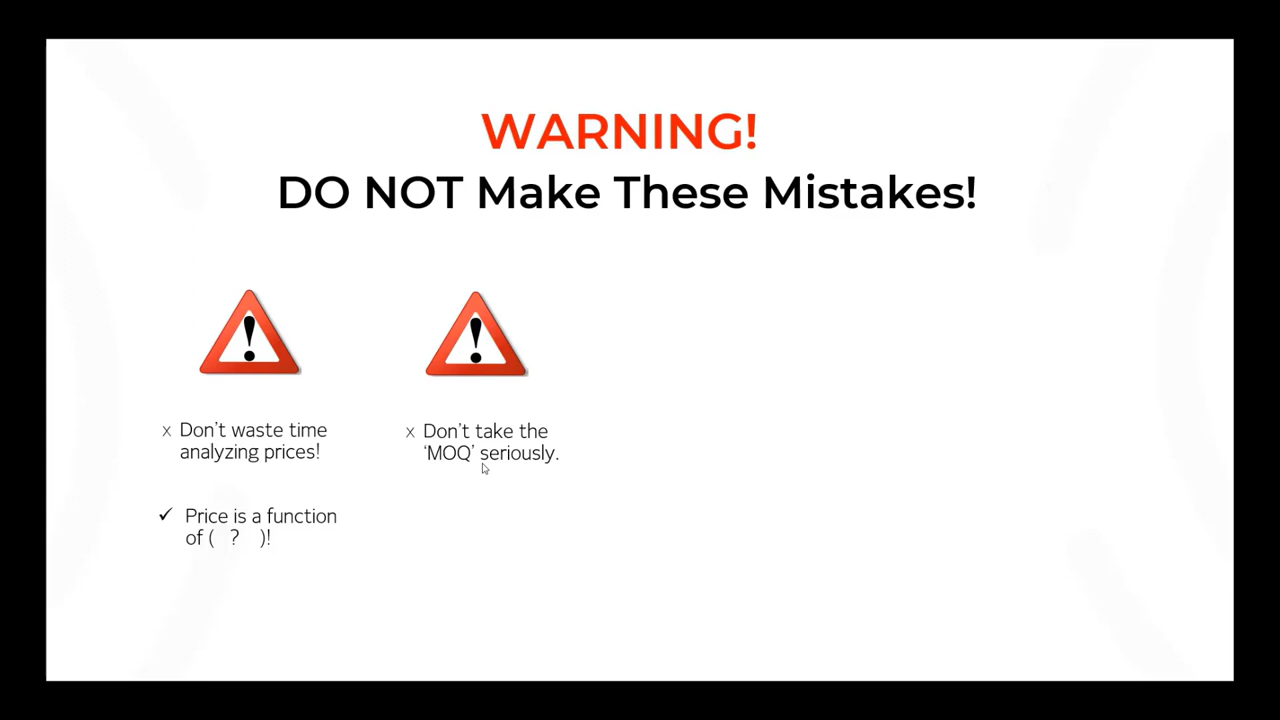 WARNING!
DO NOT Make These Mistakes!
x Don't waste time
analyzing prices!
✓ Price is a function
of ( ? )!
x Don't take the
‘MOQ’ seriously.